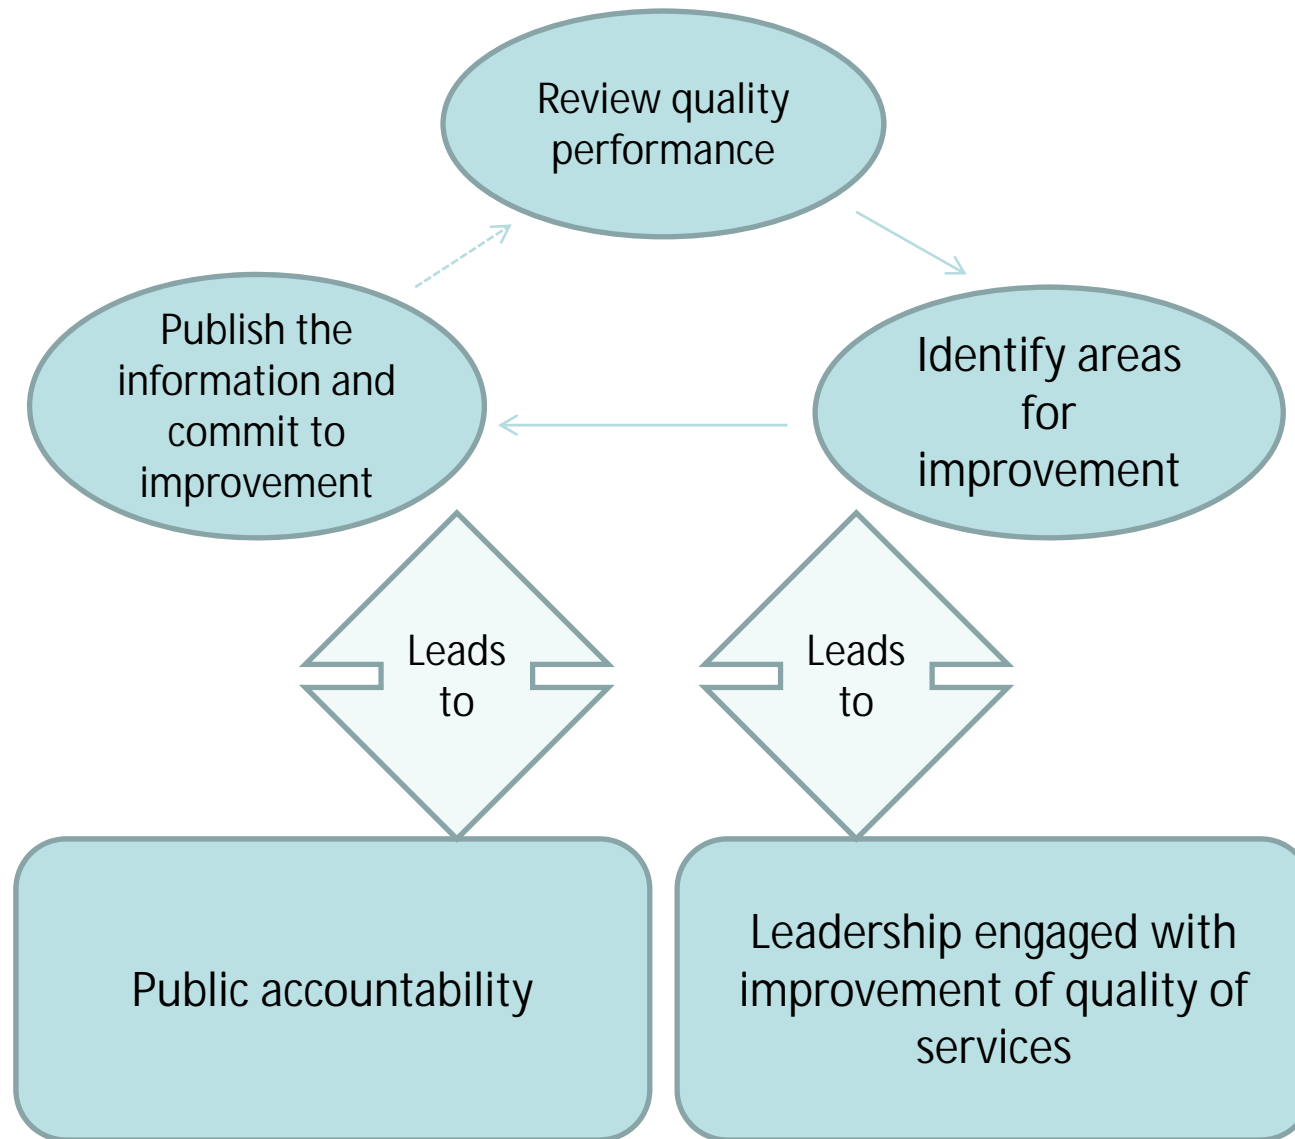 Review quality
performance
Publish the
information and
commit to
improvement
Identify areas
for
improvement
Leads
to
Leads
to
Public accountability
Leadership engaged with
improvement of quality of
services